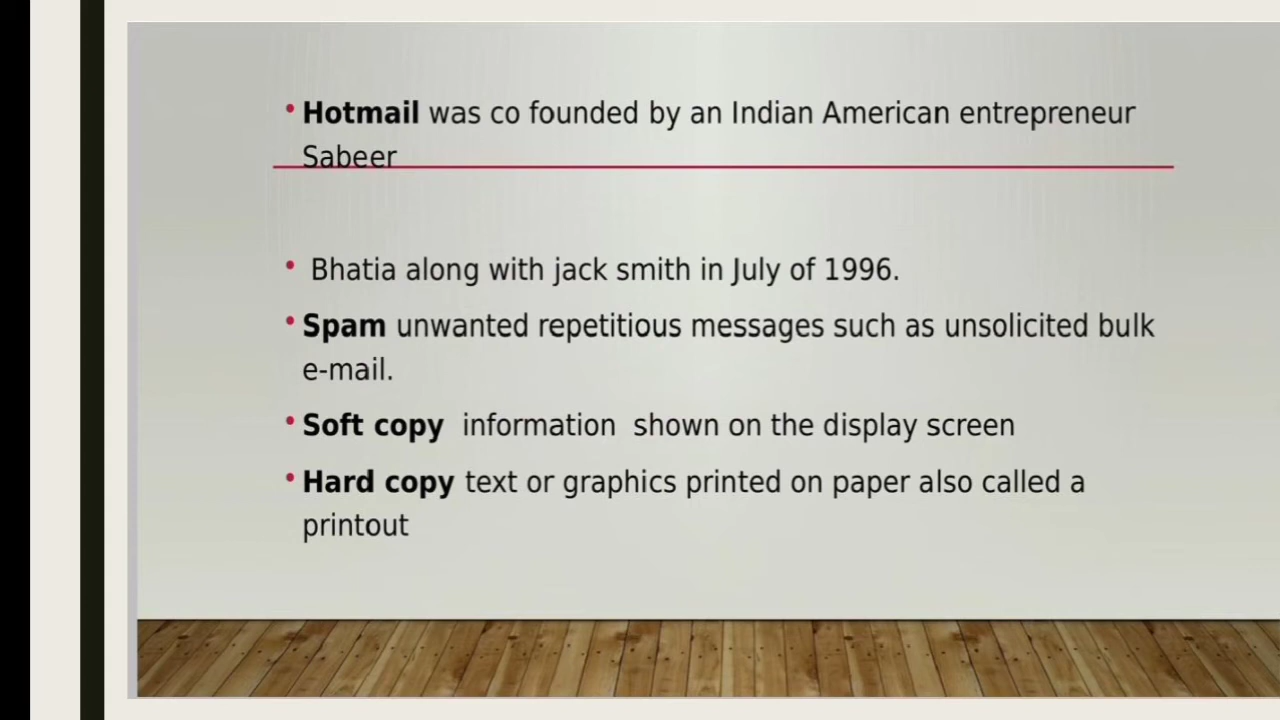 • Hotmail was co founded by an Indian American entrepreneur
Sabeer
• Bhatia along with jack smith in July of 1996.
• Spam unwanted repetitious messages such as unsolicited bulk
e-mail.
• Soft copy information shown on the display screen
• Hard copy text or graphics printed on paper also called a
printout